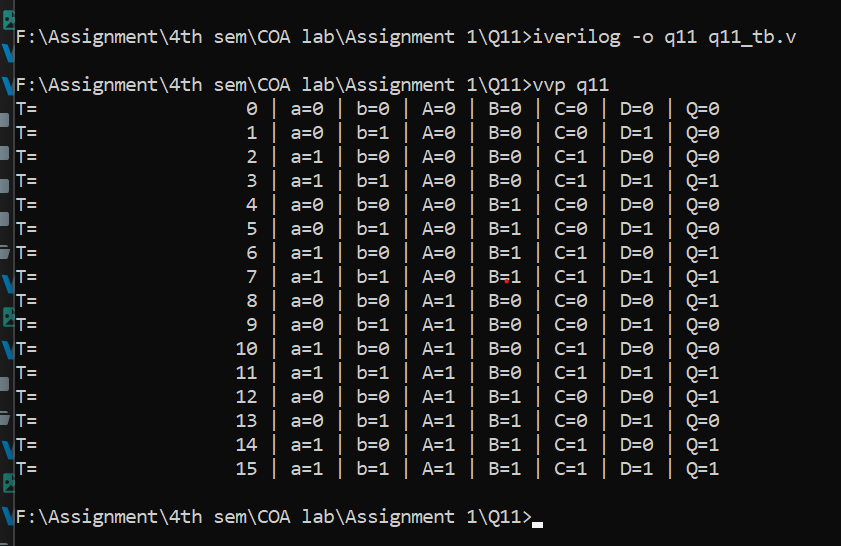 F:\Assignment\4th sem\COA lab\Assignment 1\Q11>iverilog -o q11 q11_tb.v
F:\Assignment\4th sem\COA lab\Assignment 1\Q11>vvp q11
T=                   0 | a=0 | b=0 | A=0 | B=0 | C=0 | D=0 | Q=0
T=                   1 | a=0 | b=1 | A=0 | B=0 | C=0 | D=0 | Q=0
T=                   2 | a=1 | b=0 | A=0 | B=0 | C=1 | D=0 | Q=0
T=                   3 | a=1 | b=1 | A=0 | B=0 | C=1 | D=1 | Q=1
T=                   4 | a=0 | b=0 | A=0 | B=1 | C=0 | D=0 | Q=0
T=                   5 | a=0 | b=1 | A=0 | B=1 | C=0 | D=1 | Q=0
T=                   6 | a=1 | b=0 | A=0 | B=1 | C=1 | D=0 | Q=1
T=                   7 | a=1 | b=1 | A=0 | B=1 | C=1 | D=1 | Q=1
T=                   8 | a=0 | b=0 | A=1 | B=0 | C=0 | D=0 | Q=0
T=                   9 | a=0 | b=1 | A=1 | B=0 | C=0 | D=1 | Q=0
T=                  10 | a=1 | b=0 | A=1 | B=0 | C=1 | D=0 | Q=0
T=                  11 | a=1 | b=1 | A=1 | B=0 | C=1 | D=1 | Q=1
T=                  12 | a=0 | b=0 | A=1 | B=1 | C=0 | D=0 | Q=1
T=                  13 | a=0 | b=1 | A=1 | B=1 | C=0 | D=1 | Q=0
T=                  14 | a=1 | b=0 | A=1 | B=1 | C=1 | D=0 | Q=1
T=                  15 | a=1 | b=1 | A=1 | B=1 | C=1 | D=1 | Q=1
F:\Assignment\4th sem\COA lab\Assignment 1\Q11>